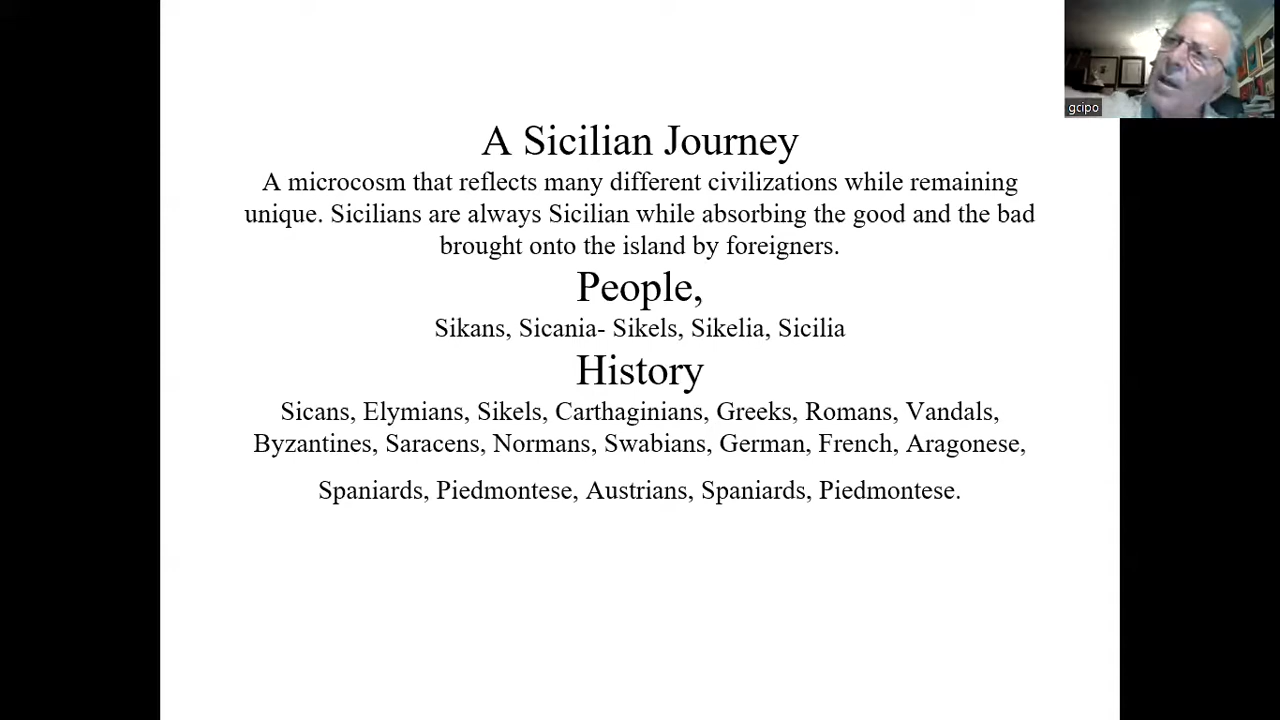 gcipo
A Sicilian Journey
A microcosm that reflects many different civilizations while remaining
unique. Sicilians are always Sicilian while absorbing the good and the bad
brought onto the island by foreigners.
People,
Sikans, Sicania- Sikels, Sikelia, Sicilia
History
Sicans, Elymians, Sikels, Carthaginians, Greeks, Romans, Vandals,
Byzantines, Saracens, Normans, Swabians, German, French, Aragonese,
Spaniards, Piedmontese, Austrians, Spaniards, Piedmontese.